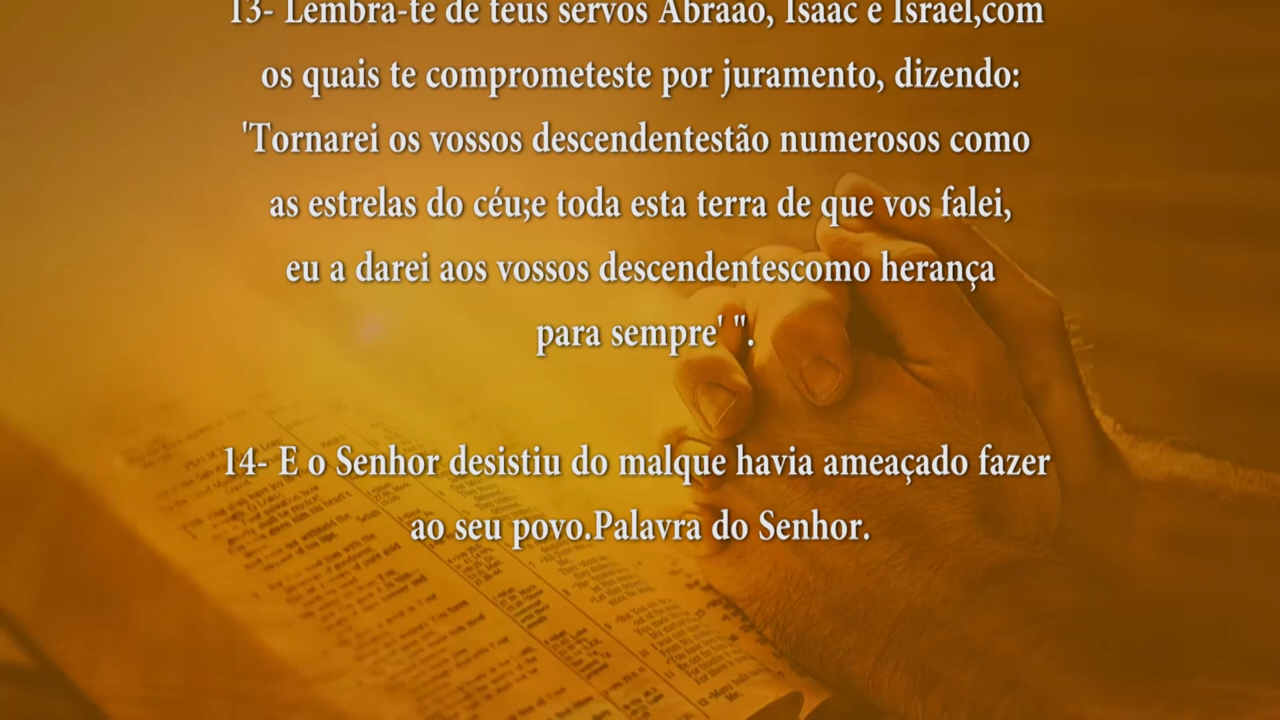 13- Lembra-te de teus servos Abraão, Isaac e Israel,com
os quais te comprometeste por juramento, dizendo:
'Tornarei os vossos descendentestão numerosos como
as estrelas do céu;e toda esta terra de que vos falei,
eu a darei aos vossos descendentescomo herança
para sempre' ".
14- E o Senhor desistiu do malque havia ameaçado fazer
ao seu povo.Palavra do Senhor.